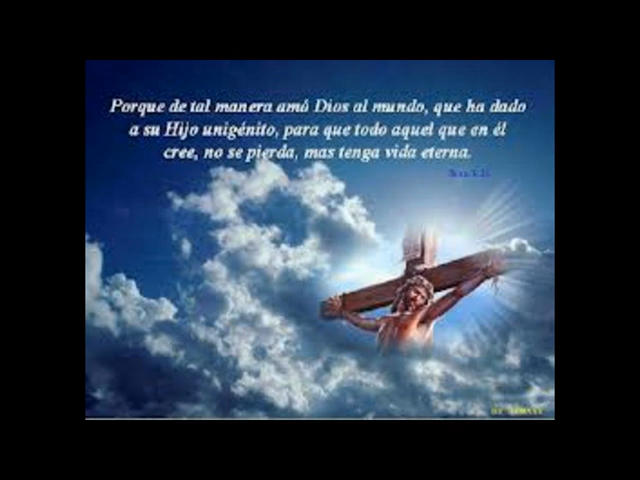 Porque de tal manera amó Dios al mundo, que ha dado
a su Hijo unigénito, para que todo aquel que en él
cree, no se pierda, mas tenga vida eterna.